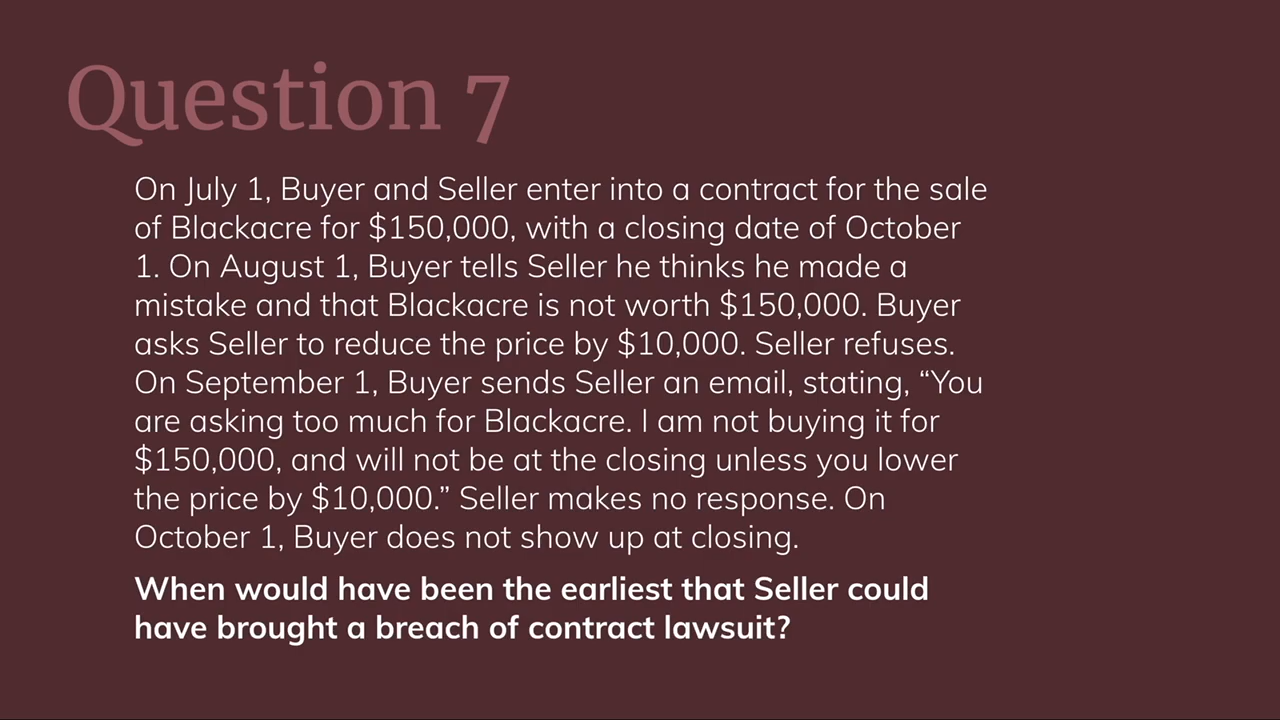 Question 7
On July 1, Buyer and Seller enter into a contract for the sale
of Blackacre for $150,000, with a closing date of October
1. On August 1, Buyer tells Seller he thinks he made a
mistake and that Blackacre is not worth $150,000. Buyer
asks Seller to reduce the price by $10,000. Seller refuses.
On September 1, Buyer sends Seller an email, stating, “You
are asking too much for Blackacre. I am not buying it for
$150,000, and will not be at the closing unless you lower
the price by $10,000.” Seller makes no response. On
October 1, Buyer does not show up at closing.
When would have been the earliest that Seller could
have brought a breach of contract lawsuit?